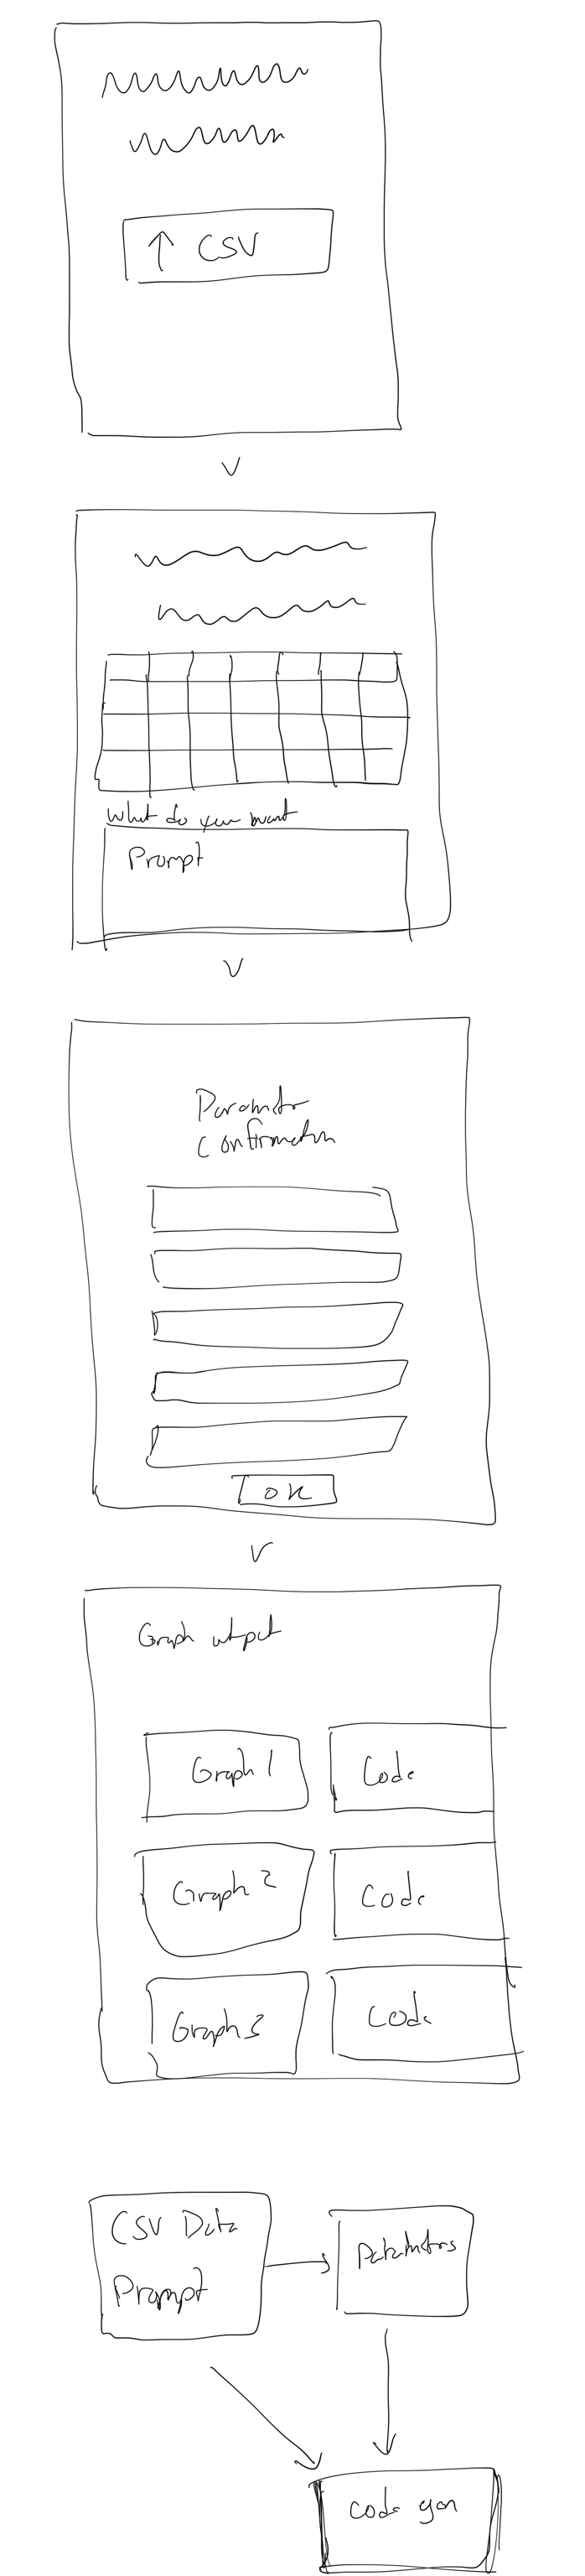 ↑ CSV
What do you want
Prompt
Parameter
Confirmation
OK
Graph output
Graph 1
Code
Graph 2
Code
Graph 3
Code
CSV Data
Prompt
Parameters
Code gen